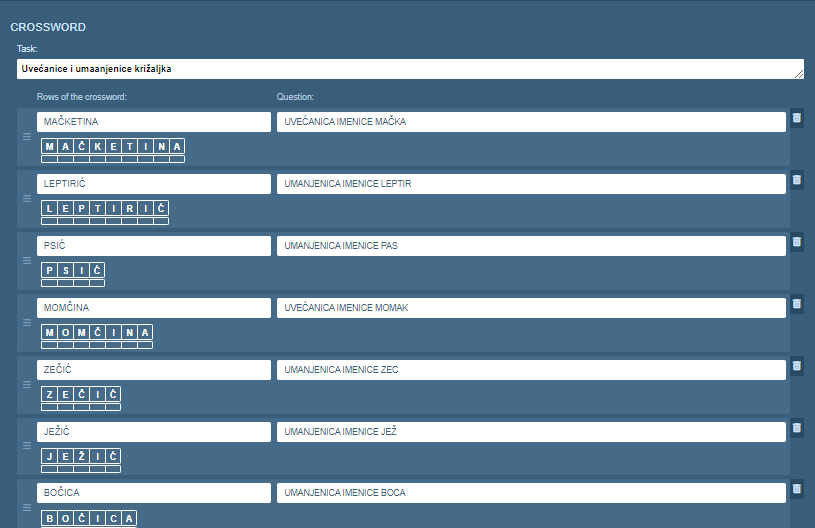 CROSSWORD
Task:
Uvećanice i umaanjenice križaljka
Rows of the crossword: Question:
MAČKETINA UVEĆANICA IMENICE MAČKA
M A Č K E T I N A
LEPTIRIĆ UMANJENICA IMENICE LEPTIR
L E P T I R I Ć
PSIĆ UMANJENICA IMENICE PAS
P S I Ć
MOMČINA UVEĆANICA IMENICE MOMAK
M O M Č I N A
ZEČIĆ UMANJENICA IMENICE ZEC
Z E Č I Ć
JEŽIĆ UMANJENICA IMENICE JEŽ
J E Ž I Ć
BOČICA UMANJENICA IMENICE BOCA
B O Č I C A